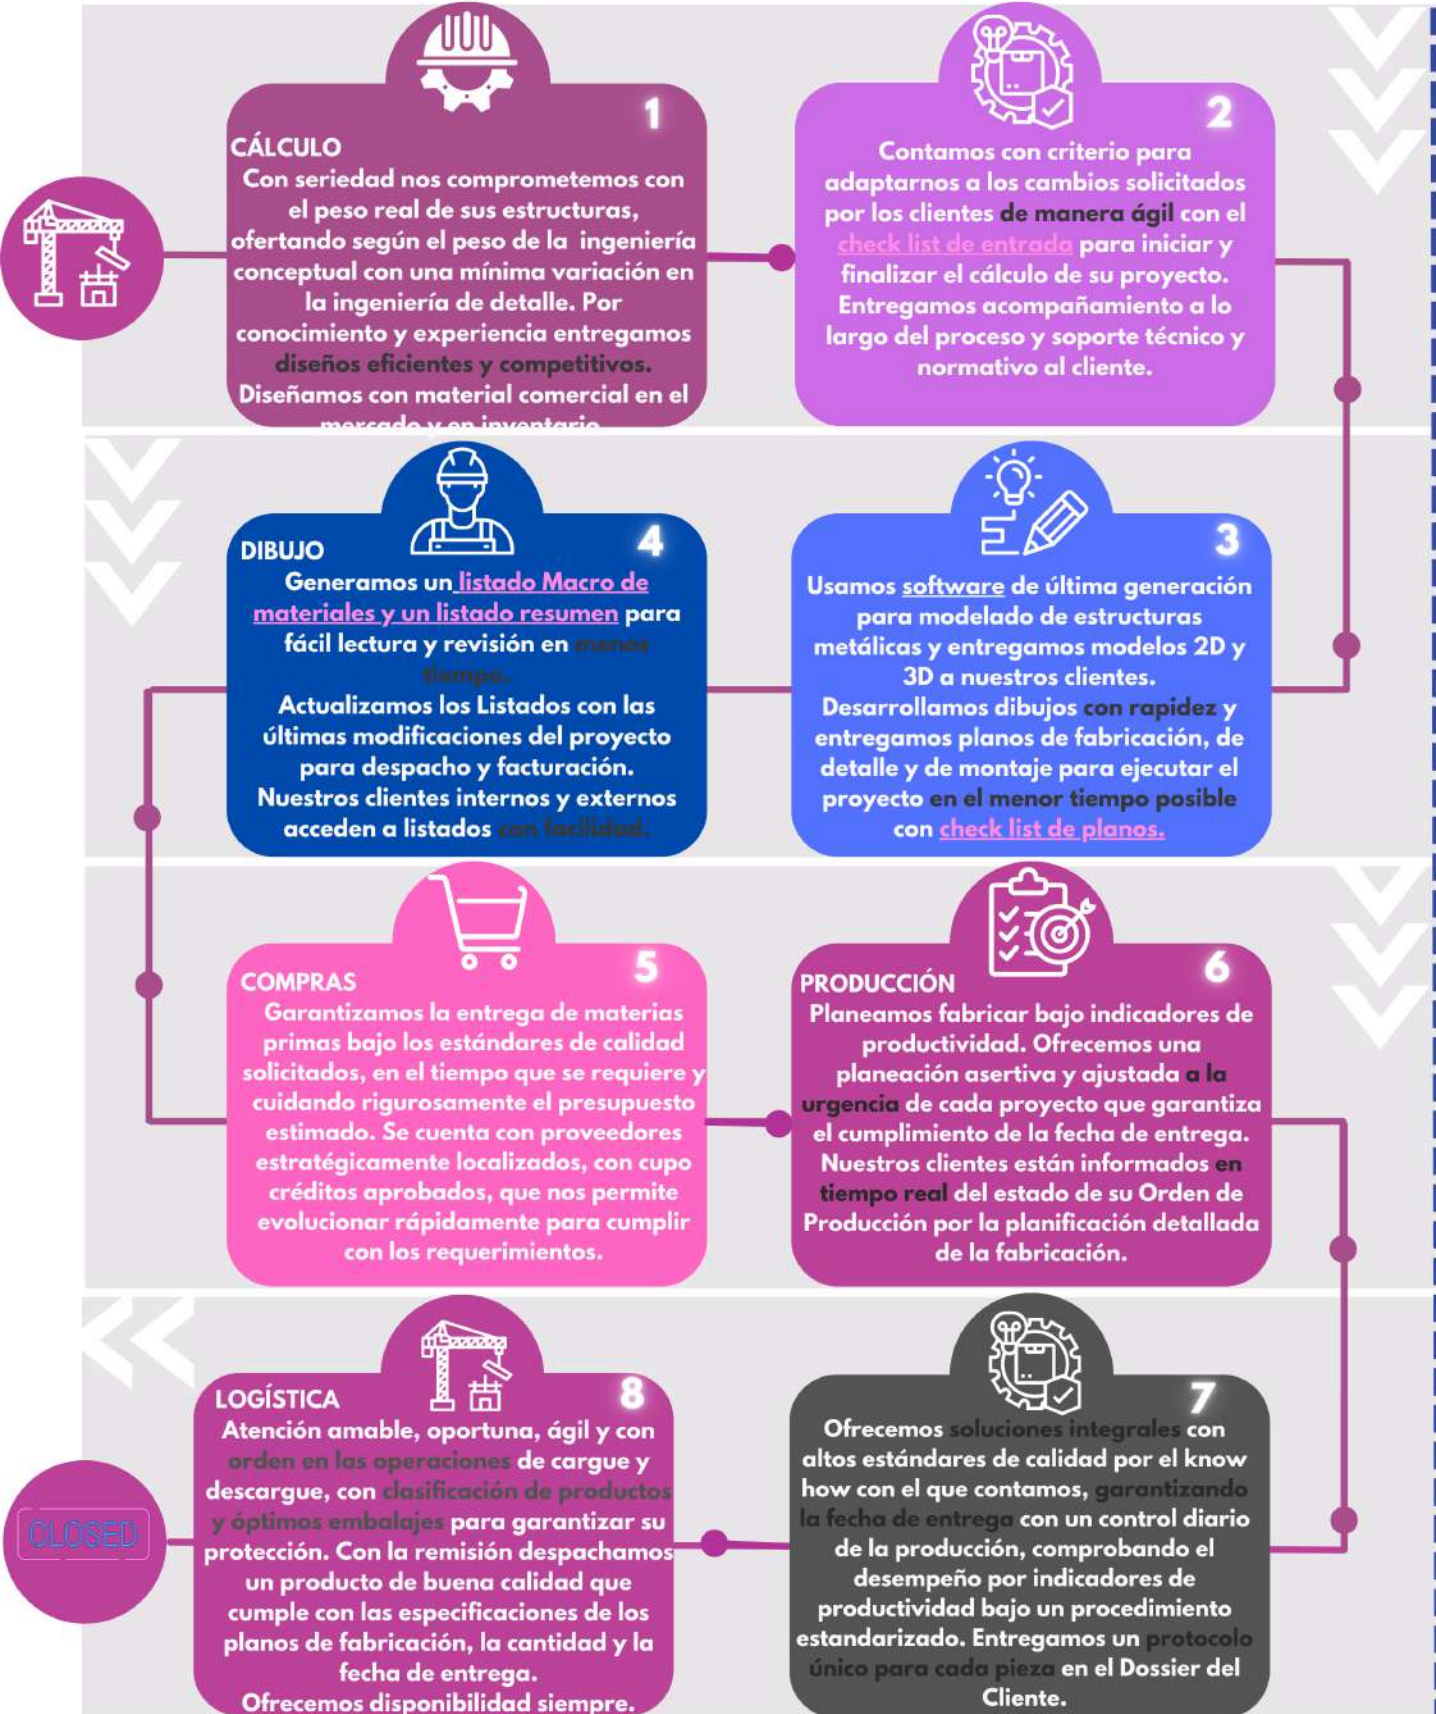 1
CÁLCULO
Con seriedad nos comprometemos con
el peso real de sus estructuras,
ofertando según el peso de la ingeniería
conceptual con una mínima variación en
la ingeniería de detalle. Por
conocimiento y experiencia entregamos
diseños eficientes y competitivos.
Diseñamos con material comercial en el
mercado y en inventario
2
Contamos con criterio para
adaptarnos a los cambios solicitados
por los clientes de manera ágil con el
check list de entrada para iniciar y
finalizar el cálculo de su proyecto.
Entregamos acompañamiento a lo
largo del proceso y soporte técnico y
normativo al cliente.
3
Usamos software de última generación
para modelado de estructuras
metálicas y entregamos modelos 2D y
3D a nuestros clientes.
Desarrollamos dibujos con rapidez y
entregamos planos de fabricación, de
detalle y de montaje para ejecutar el
proyecto en el menor tiempo posible
con check list de planos.
4
DIBUJO
Generamos un listado Macro de
materiales y un listado resumen para
fácil lectura y revisión en menos
tiempo.
Actualizamos los Listados con las
últimas modificaciones del proyecto
para despacho y facturación.
Nuestros clientes internos y externos
acceden a listados con facilidad.
5
COMPRAS
Garantizamos la entrega de materias
primas bajo los estándares de calidad
solicitados, en el tiempo que se requiere y
cuidando rigurosamente el presupuesto
estimado. Se cuenta con proveedores
estratégicamente localizados, con cupo
créditos aprobados, que nos permite
evolucionar rápidamente para cumplir
con los requerimientos.
6
PRODUCCIÓN
Planeamos fabricar bajo indicadores de
productividad. Ofrecemos una
planeación asertiva y ajustada a la
urgencia de cada proyecto que garantiza
el cumplimiento de la fecha de entrega.
Nuestros clientes están informados en
tiempo real del estado de su Orden de
Producción por la planificación detallada
de la fabricación.
7
Ofrecemos soluciones integrales con
altos estándares de calidad por el know
how con el que contamos, garantizando
la fecha de entrega con un control diario
de la producción, comprobando el
desempeño por indicadores de
productividad bajo un procedimiento
estandarizado. Entregamos un protocolo
único para cada pieza en el Dossier del
Cliente.
8
LOGÍSTICA
Atención amable, oportuna, ágil y con
orden en las operaciones de cargue y
descargue, con clasificación de productos
y óptimos embalajes para garantizar su
protección. Con la remisión despachamos
un producto de buena calidad que
cumple con las especificaciones de los
planos de fabricación, la cantidad y la
fecha de entrega.
Ofrecemos disponibilidad siempre.
CLOSED